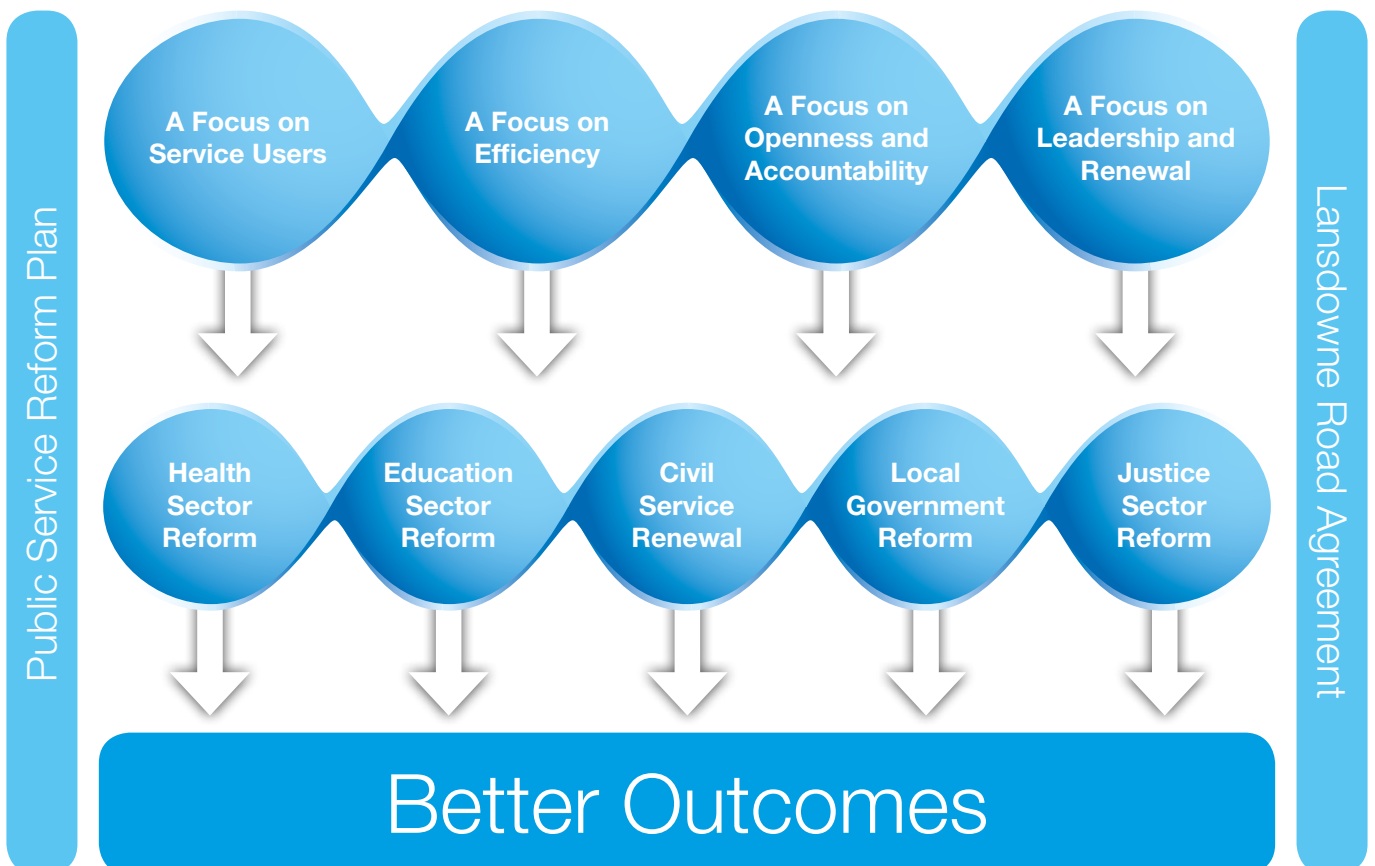 Public Service Reform Plan
A Focus on
Service Users
A Focus on
Efficiency
A Focus on
Openness and
Accountability
A Focus on
Leadership and
Renewal
Health
Sector
Reform
Education
Sector
Reform
Civil
Service
Renewal
Local
Government
Reform
Justice
Sector
Reform
Better Outcomes
Lansdowne Road Agreement